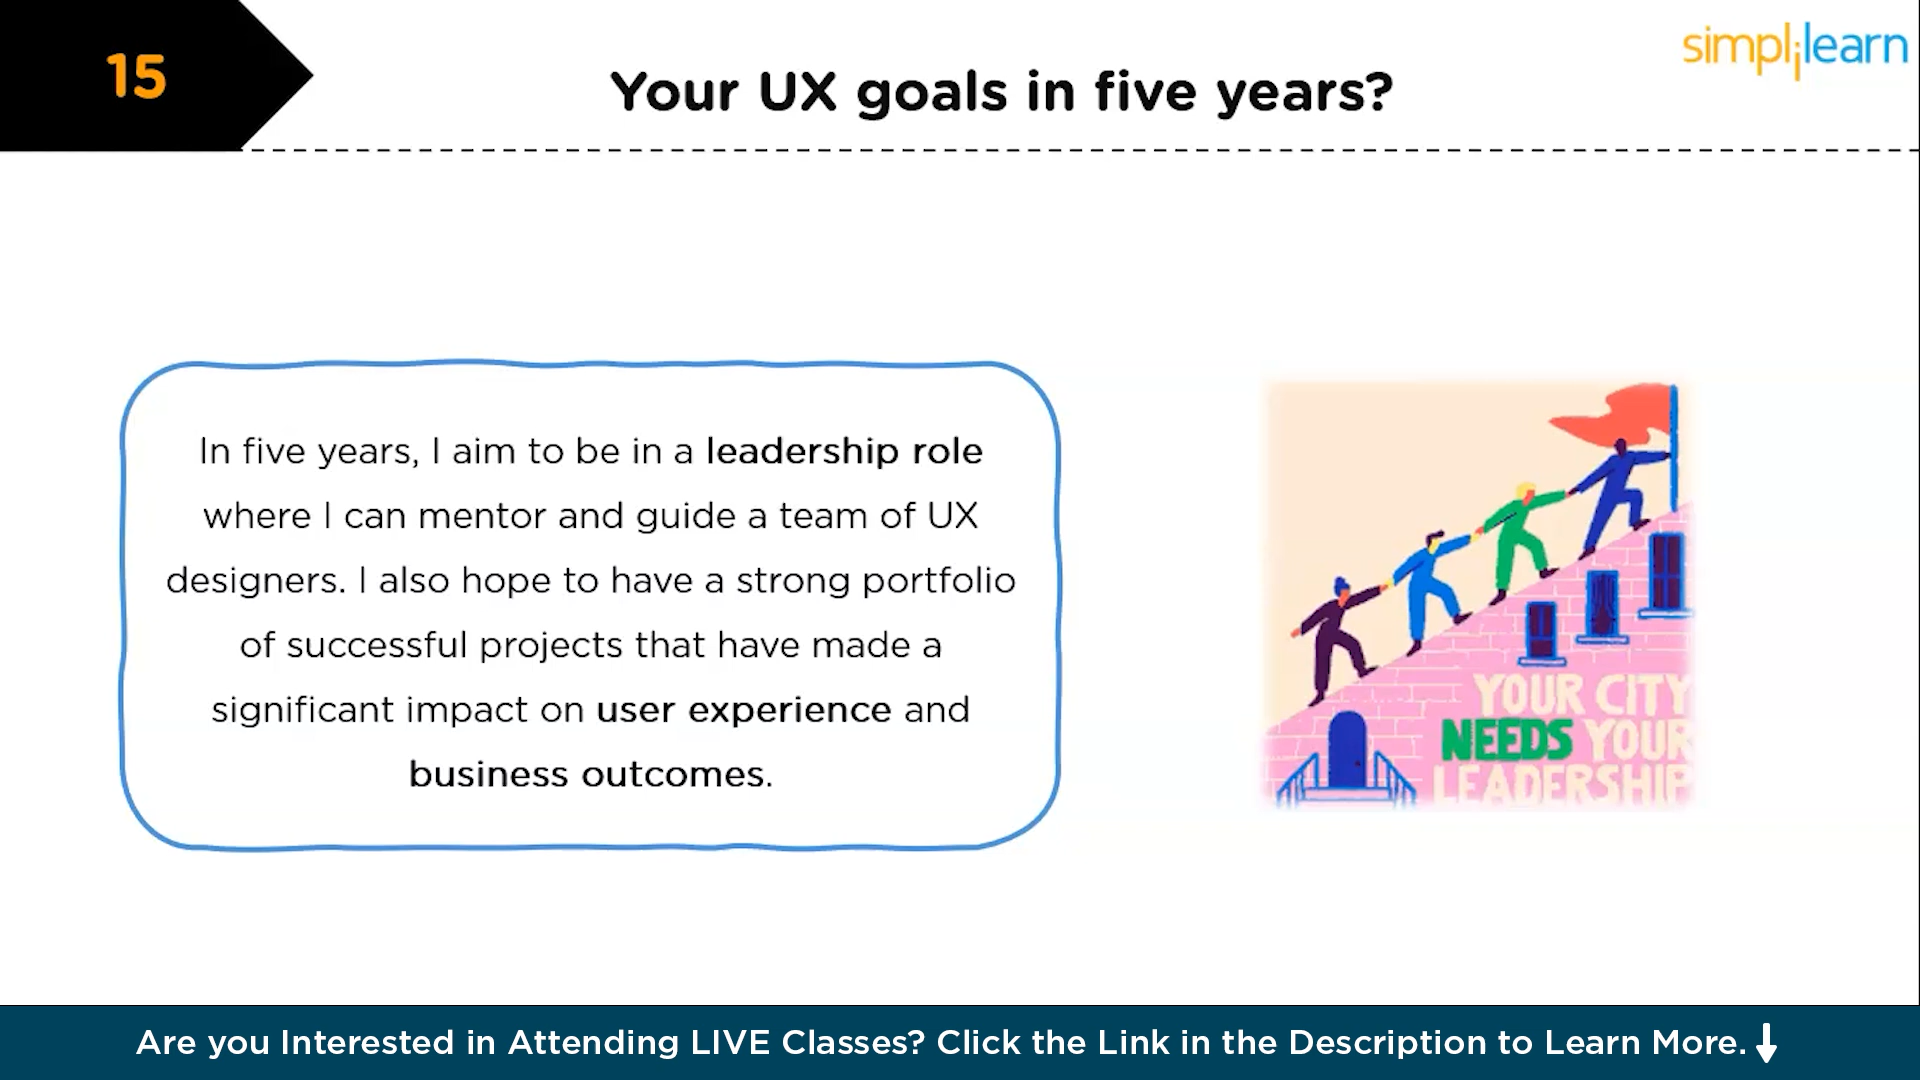 15
Your UX goals in five years?
simplilearn
In five years, I aim to be in a leadership role
where I can mentor and guide a team of UX
designers. I also hope to have a strong portfolio
of successful projects that have made a
significant impact on user experience and
business outcomes.
YOUR CITY
NEEDS YOUR
LEADERSHIP
Are you Interested in Attending LIVE Classes? Click the Link in the Description to Learn More.